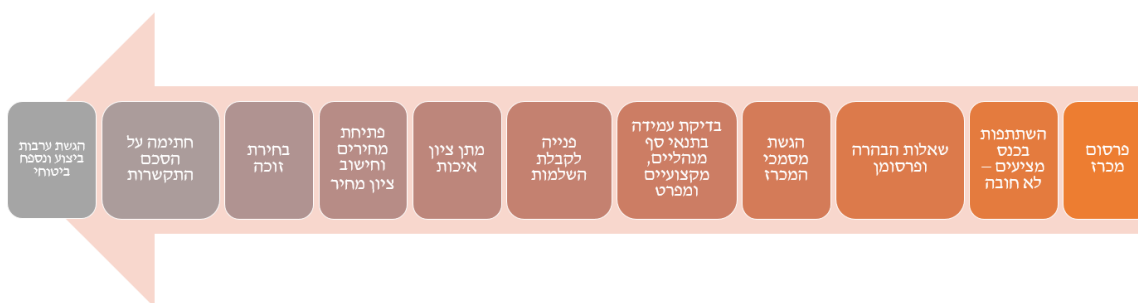 פרסום
מכרז
השתתפות
בכנס
מציעים –
לא חובה
שאלות הבהרה
ופרסומן
הגשת
מסמכי
המכרז
בדיקת עמידה
בתנאי סף
מנהליים,
מקצועיים
ומפרט
פנייה
לקבלת
השלמות
מתן ציון
איכות
פתיחת
מחירים
וחישוב
ציון מחיר
בחירת
זוכה
חתימה על
הסכם
התקשרות
הגשת ערבות
ביצוע ונספח
ביטוחי